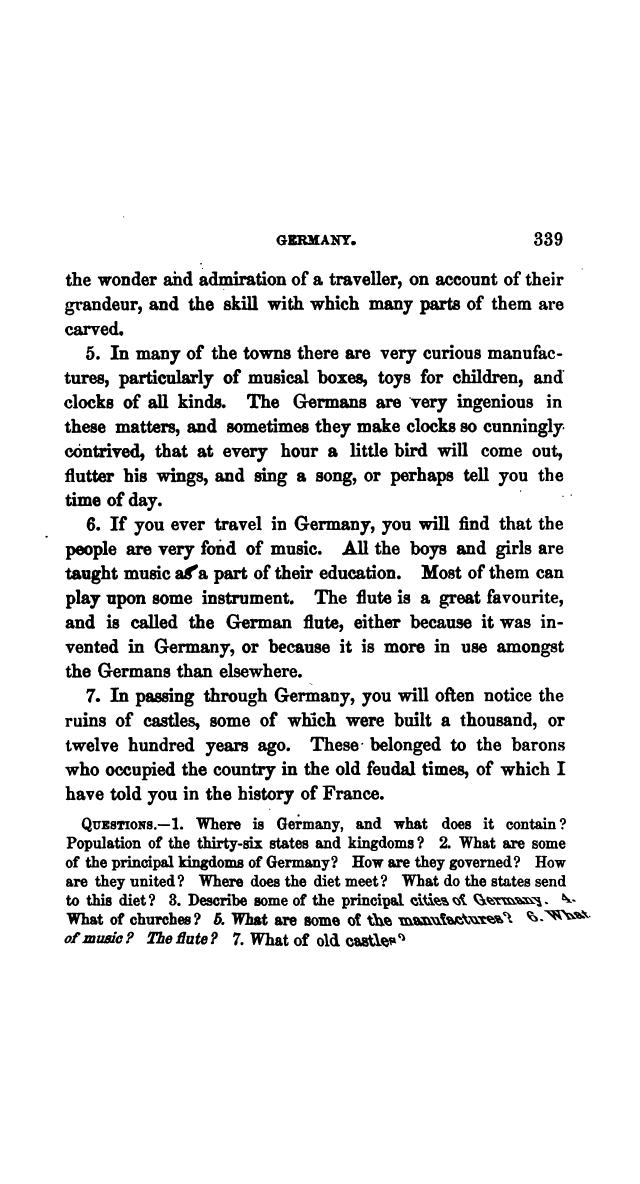 GERMANY. 339
the wonder and admiration of a traveller, on account of their
grandeur, and the skill with which many parts of them are
carved.
5. In many of the towns there are very curious manufac-
tures, particularly of musical boxes, toys for children, and
clocks of all kinds. The Germans are very ingenious in
these matters, and sometimes they make clocks so cunningly
contrived, that at every hour a little bird will come out,
flutter his wings, and sing a song, or perhaps tell you the
time of day.
6. If you ever travel in Germany, you will find that the
people are very fond of music. All the boys and girls are
taught music as a part of their education. Most of them can
play upon some instrument. The flute is a great favourite,
and is called the German flute, either because it was in-
vented in Germany, or because it is more in use amongst
the Germans than elsewhere.
7. In passing through Germany, you will often notice the
ruins of castles, some of which were built a thousand, or
twelve hundred years ago. These belonged to the barons
who occupied the country in the old feudal times, of which I
have told you in the history of France.
QUESTIONS.—1. Where is Germany, and what does it contain?
Population of the thirty-six states and kingdoms? 2. What are some
of the principal kingdoms of Germany? How are they governed? How
are they united? Where does the diet meet? What do the states send
to this diet? 3. Describe some of the principal cities of Germany. 4.
What of churches? 5. What are some of the manufactures? 6. What
of music? The flute? 7. What of old castles?